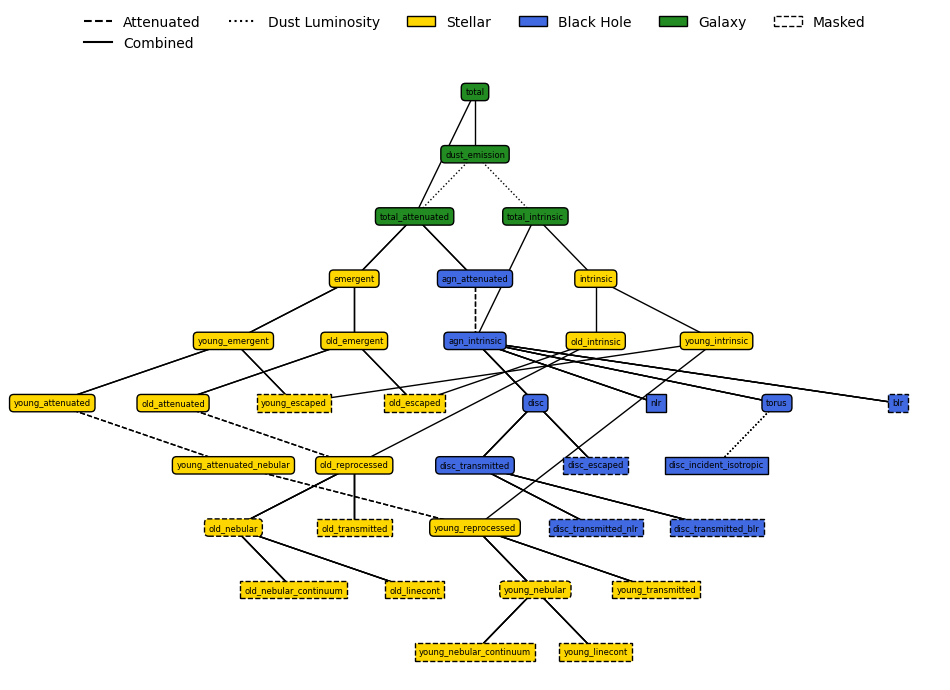 Attenuated Dust Luminosity Stellar Black Hole Galaxy Masked
Combined
total
dust_emission
total_attenuated total_intrinsic
emergent agn_attenuated intrinsic
young_emergent old_emergent agn_intrinsic old_intrinsic young_intrinsic
young_attenuated old_attenuated young_escaped old_escaped disc nlr torus blr
young_attenuated_nebular old_reprocessed disc_transmitted disc_escaped disc_incident_isotropic
old_nebular old_transmitted young_reprocessed disc_transmitted_nlr disc_transmitted_blr
old_nebular_continuum old_linecont young_nebular young_transmitted
young_nebular_continuum young_linecont